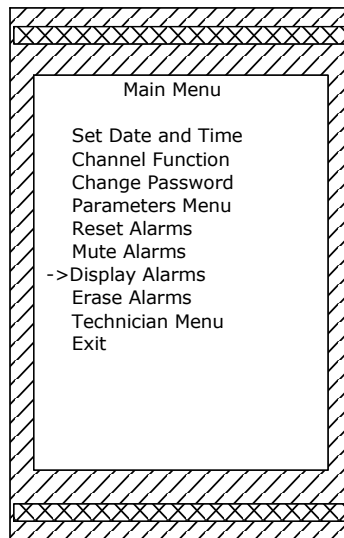 Main Menu
Set Date and Time
Channel Function
Change Password
Parameters Menu
Reset Alarms
Mute Alarms
->Display Alarms
Erase Alarms
Technician Menu
Exit